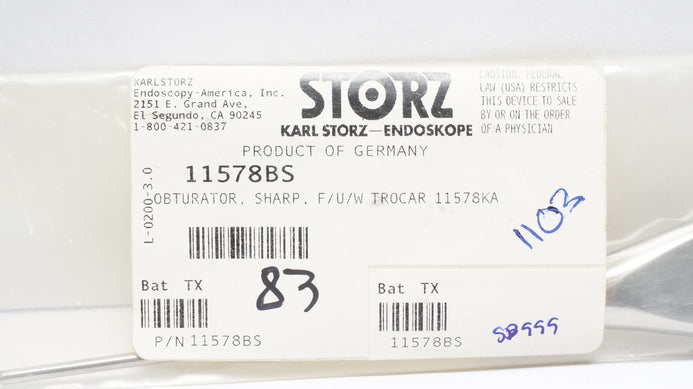 KARLSTORZ
Endoscopy-America, Inc.
2151 E. Grand Ave,
El Segundo, CA 90245
1-800-421-0837
STORZ
KARL STORZ—ENDOSKOPE
CAUTION: FEDERAL
LAW (USA) RESTRICTS
THIS DEVICE TO SALE
BY OR ON THE ORDER
OF A PHYSICIAN
PRODUCT OF GERMANY
11578BS
OBTURATOR, SHARP, F/U/W TROCAR 11578KA
L-0200-3.0
1103
Bat TX
83
P/N 11578BS
Bat TX
11578BS